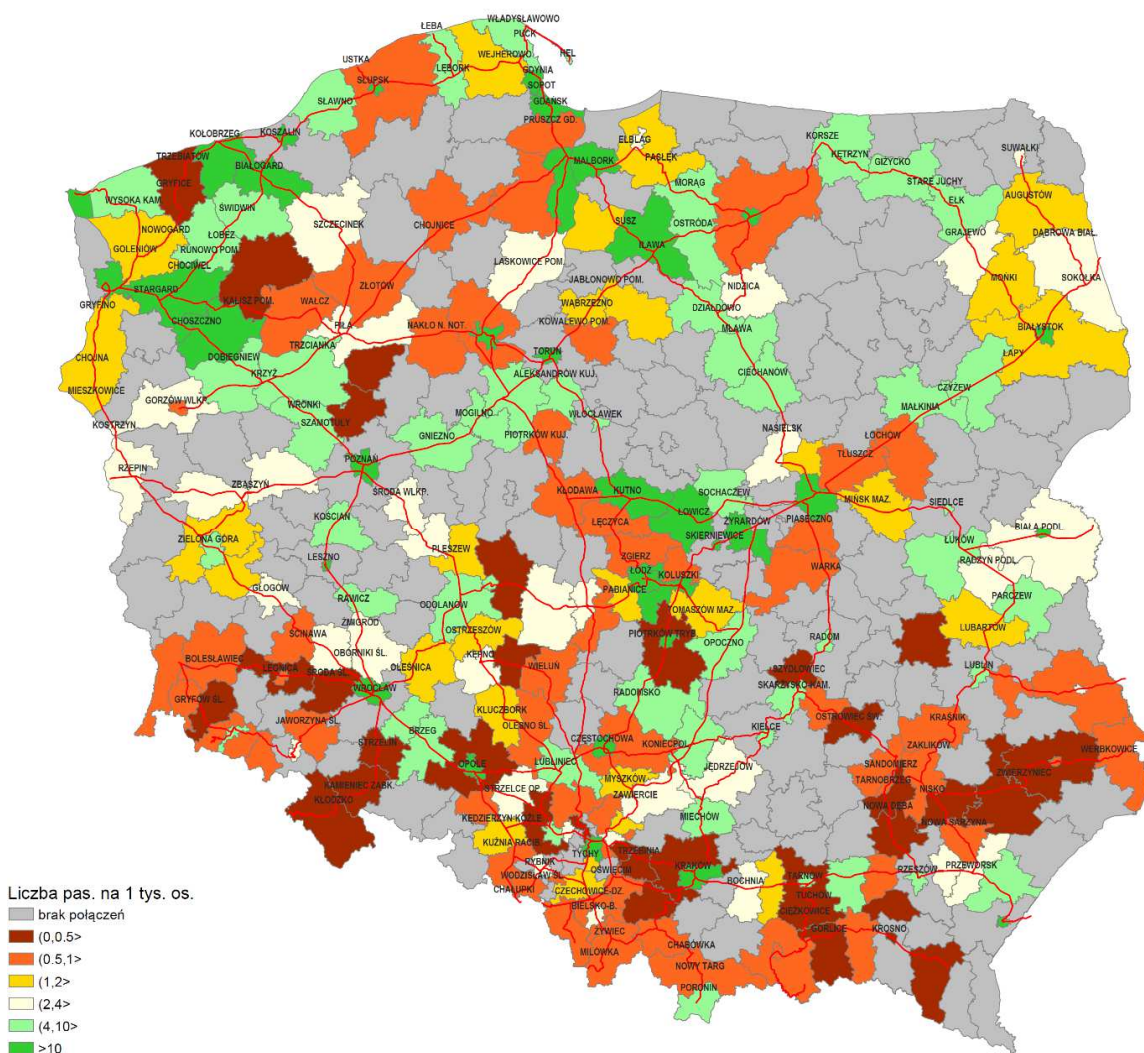 ŁEBA
WŁADYSŁAWOWO
PUCK
HEL
USTKA
WEJHEROWO
LĘBORK
GDYNIA
SŁUPSK
SOPOT
SŁAWNO
GDAŃSK
PRUSZCZ GD.
KOŁOBRZEG
KOSZALIN
ELBLĄG
KORSZE
TRZEBIATÓW
BIAŁOGARD
MALBORK
PASŁĘK
KĘTRZYN
GIŻYCKO
SUWAŁKI
GRYFICE
MORĄG
STARE JUCHY
AUGUSTÓW
WYSOKA KAM.
ŚWIDWIN
SZCZECINEK
CHOJNICE
SUSZ
OSTRÓDA
EŁK
NOWOGARD
ŁOBEZ
GRAJEWO
DĄBROWA BIAŁ.
GOLENIÓW
RUNOWO POM.
IŁAWA
CHOCIWEL
LASKOWICE POM.
SOKÓŁKA
STARGARD
KALISZ POM.
ZŁOTÓW
JABŁONOWO POM.
NIDZICA
MOŃKI
GRYFINO
WAŁCZ
WĄBRZEŹNO
DZIAŁDOWO
CHOSZCZNO
PIŁA
NAKŁO N. NOT.
KOWALEWO POM.
MŁAWA
BIAŁYSTOK
TRZCIANKA
TORUŃ
ŁAPY
CHOJNA
DOBIEGNIEW
KRZYŻ
ALEKSANDRÓW KUJ.
CIECHANÓW
CZYŻEW
MIESZKOWICE
WRONKI
MOGILNO
WŁOCŁAWEK
MAŁKINIA
GORZÓW WLKP.
SZAMOTUŁY
GNIEZNO
PIOTRKÓW KUJ.
NASIELSK
KOSTRZYN
ŁOCHÓW
TŁUSZCZ
POZNAŃ
RZEPIN
ZBĄSZYŃ
ŚRODA WLKP.
KŁODAWA
KUTNO
SOCHACZEW
MIŃSK MAZ.
SIEDLCE
KOŚCIAN
ŁOWICZ
PIASECZNO
BIAŁA PODL.
ŁĘCZYCA
ŻYRARDÓW
SKIERNIEWICE
ZIELONA GÓRA
LESZNO
PLESZEW
ZGIERZ
ŁUKÓW
RADZYŃ PODL.
ŁÓDŹ
KOLUSZKI
WARKA
GŁOGÓW
RAWICZ
ODOLANÓW
PABIANICE
PARCZEW
OMASZÓW MAZ.
ŚCINAWA
ŻMIGRÓD
OSTRZESZÓW
PIOTRKÓW TRYB.
LUBARTÓW
OPOCZNO
RADOM
OBORNIKI ŚL.
KĘPNO
WIELUŃ
BOLESŁAWIEC
LEGNICA
OLEŚNICA
SZYDŁOWIEC
LUBLIN
ŚRODA ŚL.
RADOMSKO
SKARŻYSKO-KAM.
WROCŁAW
GRYFÓW ŚL.
KLUCZBORK
OSTROWIEC ŚW.
KRAŚNIK
JAWORZYNA ŚL.
BRZEG
OLESNO ŚL.
KIELCE
CZĘSTOCHOWA
KONIECPOL
ZAKLIKÓW
WERBKOWICE
STRZELIN
OPOLE
LUBLINIEC
JĘDRZEJÓW
SANDOMIERZ
ZWIERZYNIEC
TARNOBRZEG
KAMIENIEC ZĄBK.
STRZELCE OP.
MYSZKÓW
ZAWIERCIE
NISKO
KŁODZKO
NOWA DĘBA
KĘDZIERZYN KOŹLE
MIECHÓW
NOWA SARZYNA
KUŹNIA RACIB.
TYCHY
TRZEBINIA
KRAKÓW
RYBNIK
OŚWIĘCIM
BOCHNIA
TARNÓW
RZESZÓW
PRZEWORSK
WODZISŁAW ŚL.
CHAŁUPKI
CZECHOWICE-DZ.
TUCHÓW
BIELSKO-B.
CIĘŻKOWICE
ŻYWIEC
GORLICE
KROSNO
MILÓWKA
CHABÓWKA
NOWY TARG
PORONIN
Liczba pas. na 1 tys. os.
brak połączeń
(0,0.5>
(0.5,1>
(1,2>
(2,4>
(4,10>
>10